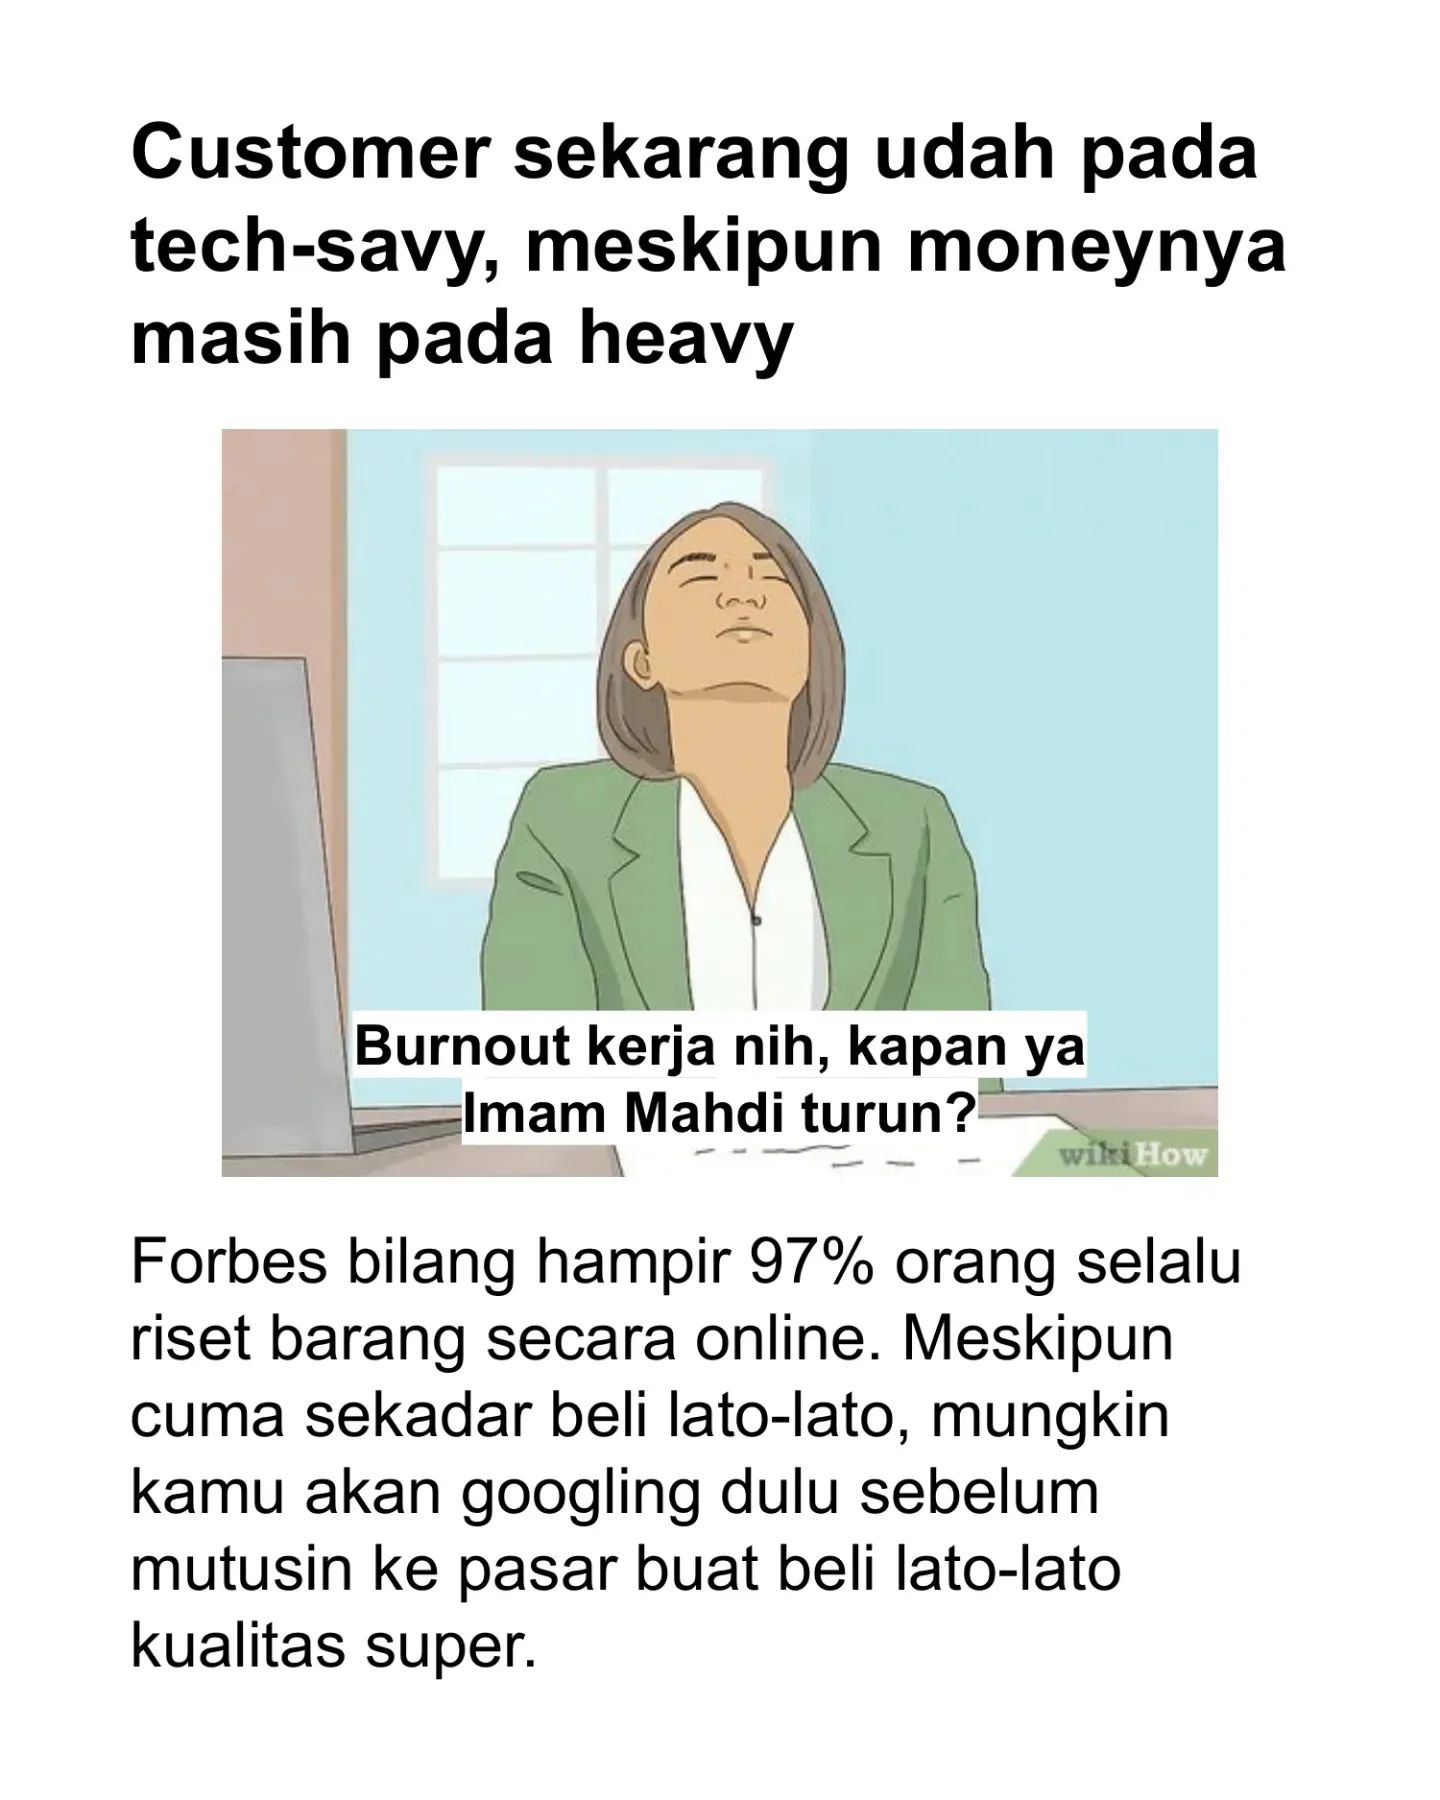 Customer sekarang udah pada
tech-savy, meskipun moneynya
masih pada heavy
Burnout kerja nih, kapan ya
Imam Mahdi turun?
wikiHow
Forbes bilang hampir 97% orang selalu
riset barang secara online. Meskipun
cuma sekadar beli lato-lato, mungkin
kamu akan googling dulu sebelum
mutusin ke pasar buat beli lato-lato
kualitas super.